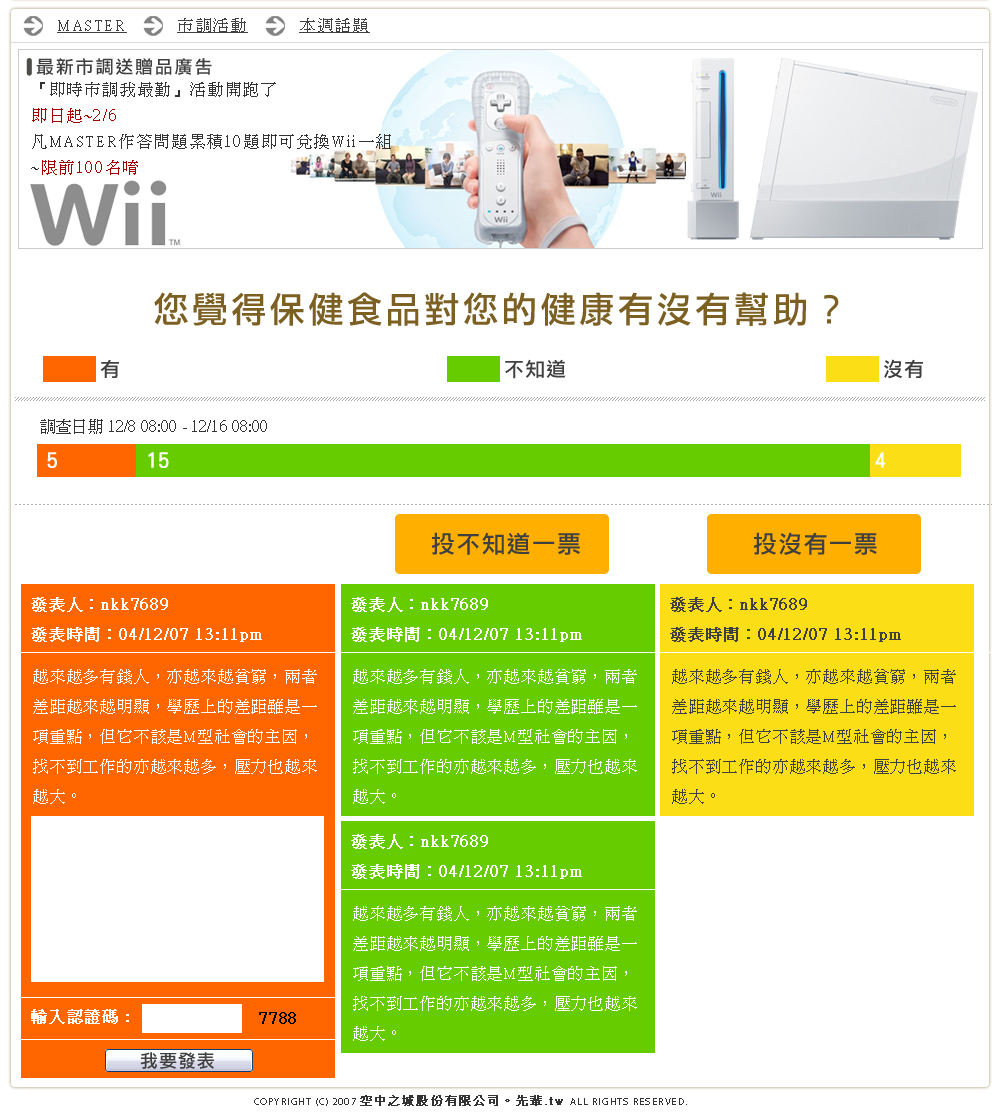 MASTER 市調活動 本週話題
最新市調送贈品廣告
「即時市調我最勤」活動開跑了
即日起~2/6
凡MASTER作答問題累積10題即可兌換Wii一組
~限前100名唷
Wii TM
Wii
Wii
Nintendo
您覺得保健食品對您的健康有沒有幫助？
有 不知道 沒有
調查日期 12/8 08:00 - 12/16 08:00
5 15 4
投不知道一票 投沒有一票
發表人：nkk7689
發表時間：04/12/07 13:11pm
越來越多有錢人，亦越來越貧窮，兩者
差距越來越明顯，學歷上的差距雖是一
項重點，但它不該是M型社會的主因，
找不到工作的亦越來越多，壓力也越來
越大。
輸入認證碼： 7788
我要發表
發表人：nkk7689
發表時間：04/12/07 13:11pm
越來越多有錢人，亦越來越貧窮，兩者
差距越來越明顯，學歷上的差距雖是一
項重點，但它不該是M型社會的主因，
找不到工作的亦越來越多，壓力也越來
越大。
發表人：nkk7689
發表時間：04/12/07 13:11pm
越來越多有錢人，亦越來越貧窮，兩者
差距越來越明顯，學歷上的差距雖是一
項重點，但它不該是M型社會的主因，
找不到工作的亦越來越多，壓力也越來
越大。
發表人：nkk7689
發表時間：04/12/07 13:11pm
越來越多有錢人，亦越來越貧窮，兩者
差距越來越明顯，學歷上的差距雖是一
項重點，但它不該是M型社會的主因，
找不到工作的亦越來越多，壓力也越來
越大。
COPYRIGHT (C) 2007 空中之城股份有限公司。先葦.tw ALL RIGHTS RESERVED.